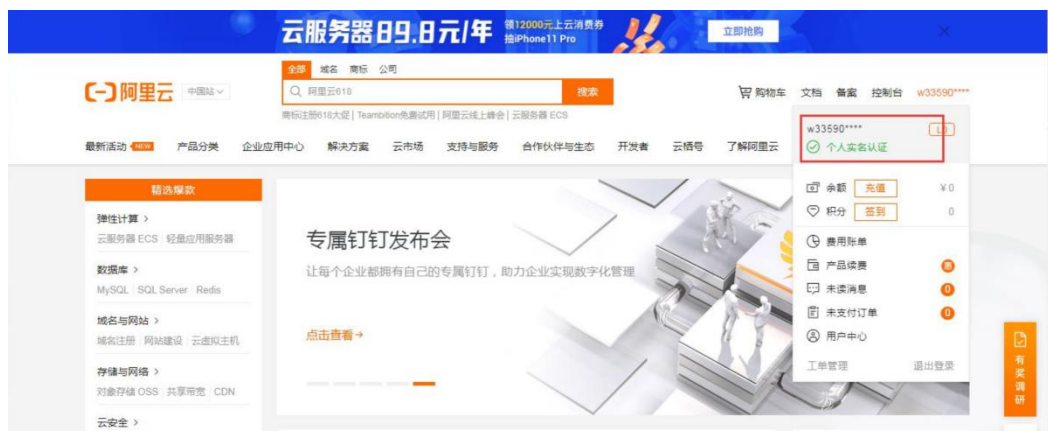 云服务器89.8元/年 领12000元上云消费券 抽iPhone11 Pro 立即抢购
全部 域名 商标 公司
阿里云 中国站 阿里云618 搜索 购物车 文档 备案 控制台 w33590****
商标注册618大促 | Teambition免费试用 | 阿里云线上峰会 | 云服务器 ECS
最新活动 NEW 产品分类 企业应用中心 解决方案 云市场 支持与服务 合作伙伴与生态 开发者 云栖号 了解阿里云
w33590****
个人实名认证
余额 充值 ¥0
积分 签到 0
费用账单
产品续费 惠
未读消息 0
未支付订单 0
用户中心
工单管理 退出登录
精选爆款
弹性计算 >
云服务器 ECS 轻量应用服务器
数据库 >
MySQL SQL Server Redis
域名与网站 >
域名注册 网站建设 云虚拟主机
存储与网络 >
对象存储 OSS 共享带宽 CDN
云安全 >
专属钉钉发布会
让每个企业都拥有自己的专属钉钉，助力企业实现数字化管理
点击查看→
有奖调研